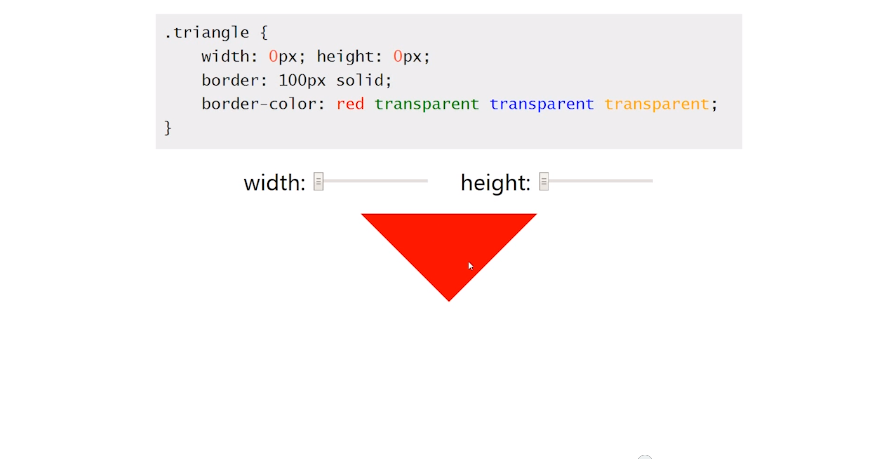 .triangle {
width: 0px; height: 0px;
border: 100px solid;
border-color: red transparent transparent transparent;
}
width: height: